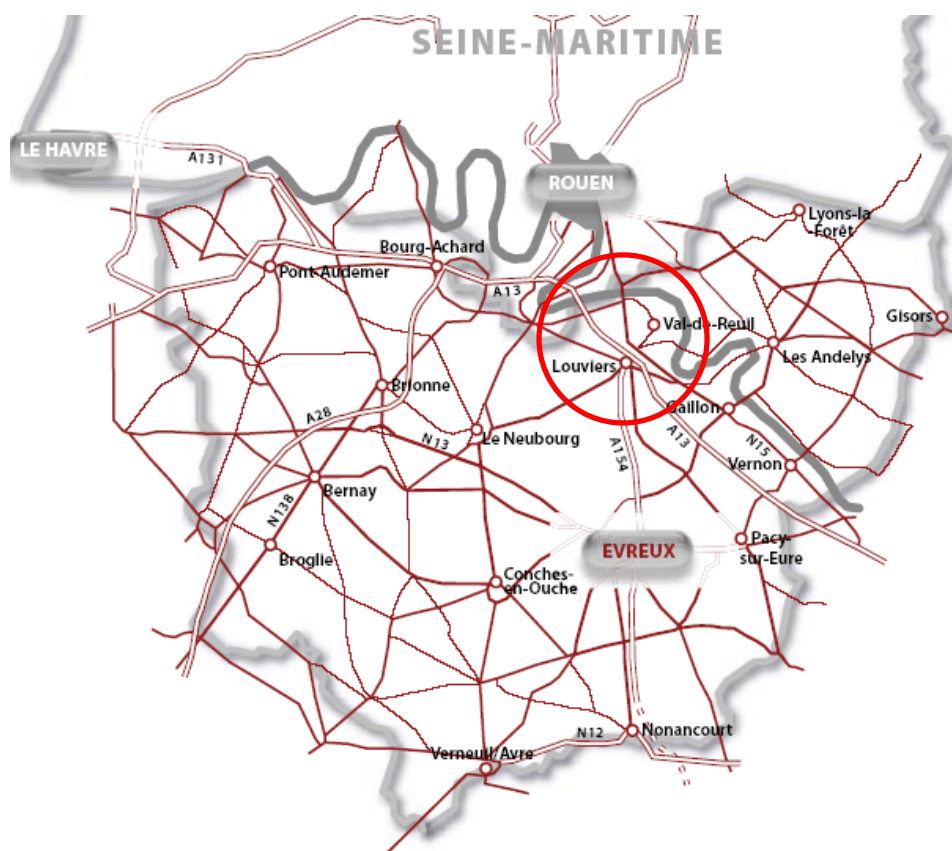 SEINE-MARITIME
LE HAVRE
A131
ROUEN
Lyons-la
-Forêt
Bourg-Achard
Pont-Audemer
A13
Val-de-Reuil
Gisors
Les Andelys
Louviers
Brionne
Gaillon
A28
N13
Le Neubourg
A154
A13
N15
Vernon
Bernay
N138
EVREUX
Pacy-
sur-Eure
Broglie
Conches-
en-Ouche
N12
Nonancourt
Verneuil/Avre